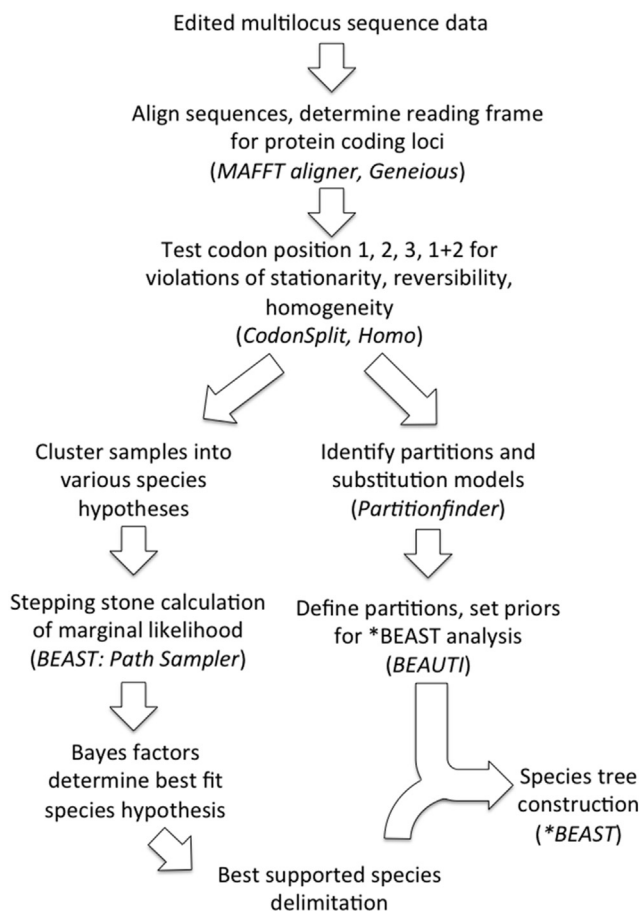 Edited multilocus sequence data
Align sequences, determine reading frame
for protein coding loci
(MAFFT aligner, Geneious)
Test codon position 1, 2, 3, 1+2 for
violations of stationarity, reversibility,
homogeneity
(CodonSplit, Homo)
Cluster samples into
various species
hypotheses
Stepping stone calculation
of marginal likelihood
(BEAST: Path Sampler)
Bayes factors
determine best fit
species hypothesis
Identify partitions and
substitution models
(Partitionfinder)
Define partitions, set priors
for *BEAST analysis
(BEAUTI)
Species tree
construction
(*BEAST)
Best supported species
delimitation